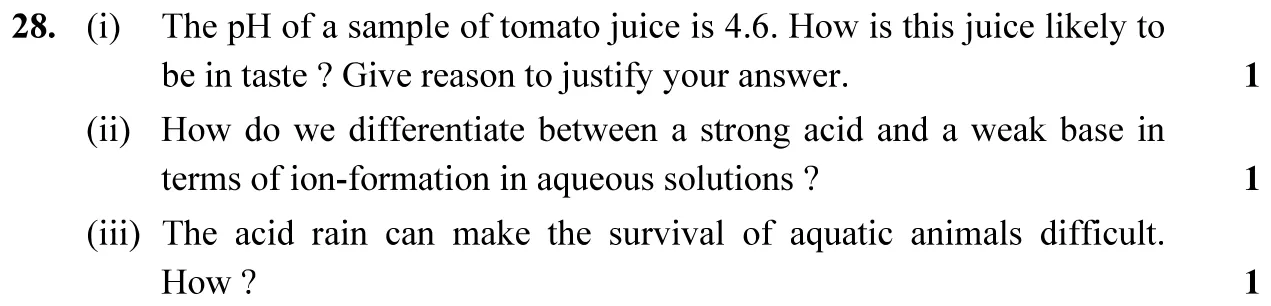 28. (i) The pH of a sample of tomato juice is 4.6. How is this juice likely to
be in taste ? Give reason to justify your answer. 1
(ii) How do we differentiate between a strong acid and a weak base in
terms of ion-formation in aqueous solutions ? 1
(iii) The acid rain can make the survival of aquatic animals difficult.
How ? 1